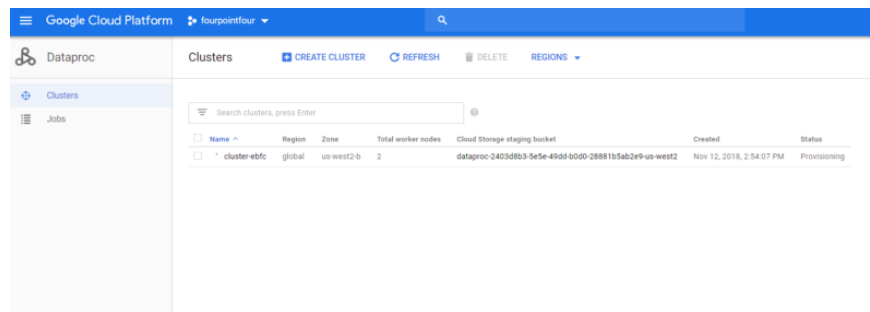 Google Cloud Platform fourpointfour
Dataproc Clusters CREATE CLUSTER REFRESH DELETE REGIONS
Clusters
Jobs
Search clusters, press Enter
Name Region Zone Total worker nodes Cloud Storage staging bucket Created Status
cluster-ebfc global us-west2-b 2 dataproc-2403d8b3-5e5e-49dd-b0d0-28881b5ab2e9-us-west2 Nov 12, 2018, 2:54:07 PM Provisioning